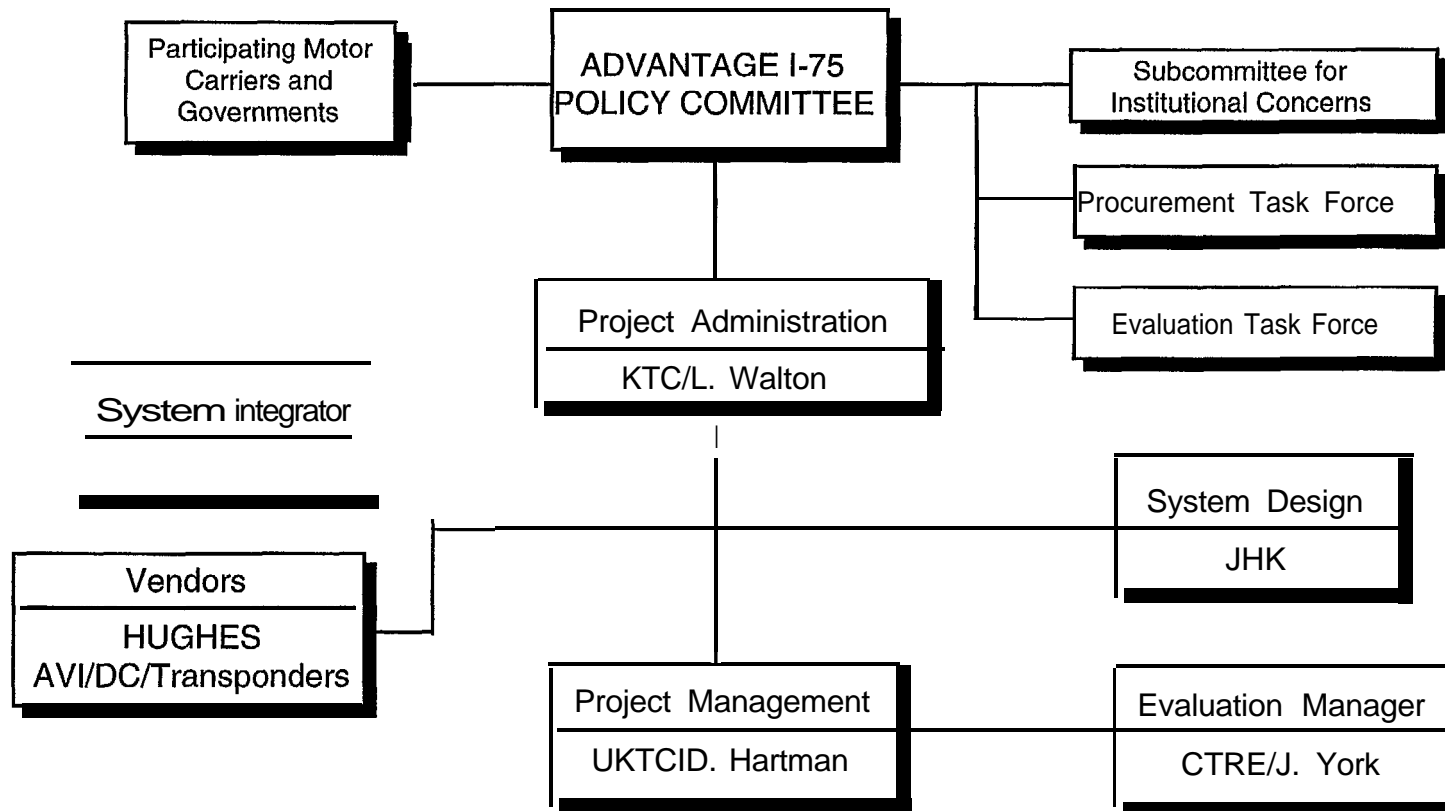 Participating Motor
Carriers and
Governments
ADVANTAGE I-75
POLICY COMMITTEE
Subcommittee for
Institutional Concerns
Procurement Task Force
Evaluation Task Force
Project Administration
KTC/L. Walton
System integrator
System Design
JHK
Vendors
HUGHES
AVI/DC/Transponders
Project Management
UKTCID. Hartman
Evaluation Manager
CTRE/J. York